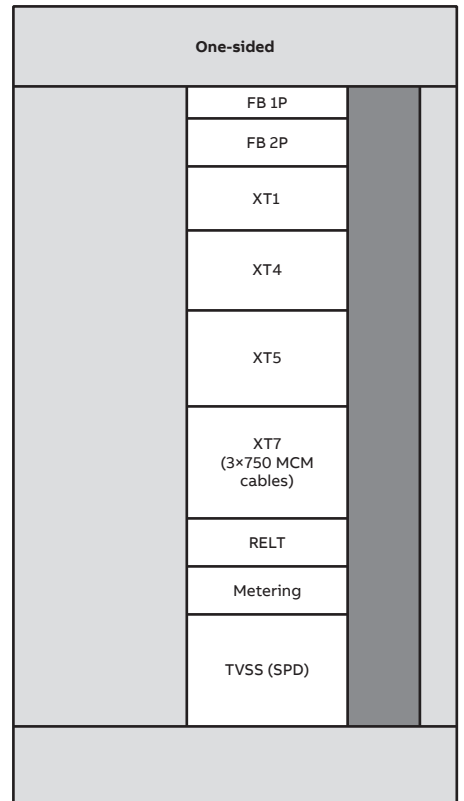 One-sided
FB 1P
FB 2P
XT1
XT4
XT5
XT7
(3×750 MCM
cables)
RELT
Metering
TVSS (SPD)